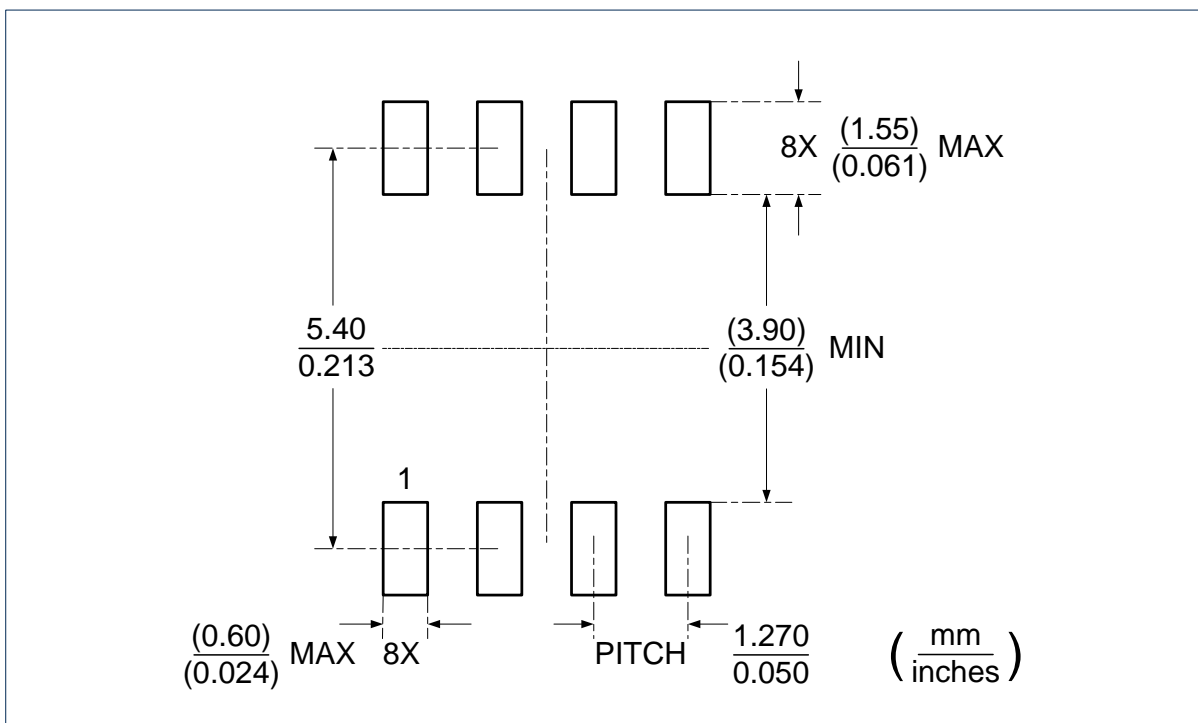 8X (1.55) MAX
(0.061)
5.40
0.213
(3.90) MIN
(0.154)
1
(0.60) MAX 8X
(0.024)
PITCH 1.270
0.050
(mm
inches)